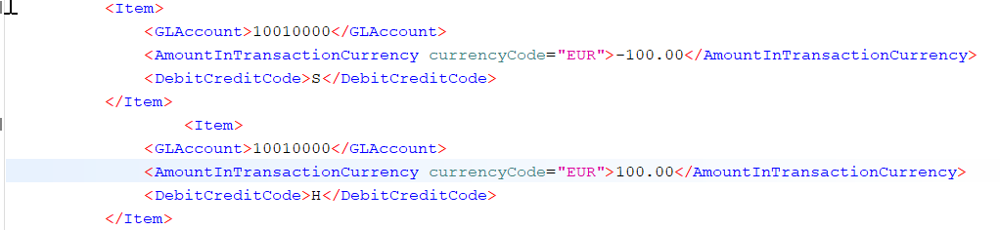 <Item>
<GLAccount>10010000</GLAccount>
<AmountInTransactionCurrency currencyCode="EUR">-100.00</AmountInTransactionCurrency>
<DebitCreditCode>S</DebitCreditCode>
</Item>
<Item>
<GLAccount>10010000</GLAccount>
<AmountInTransactionCurrency currencyCode="EUR">100.00</AmountInTransactionCurrency>
<DebitCreditCode>H</DebitCreditCode>
</Item>